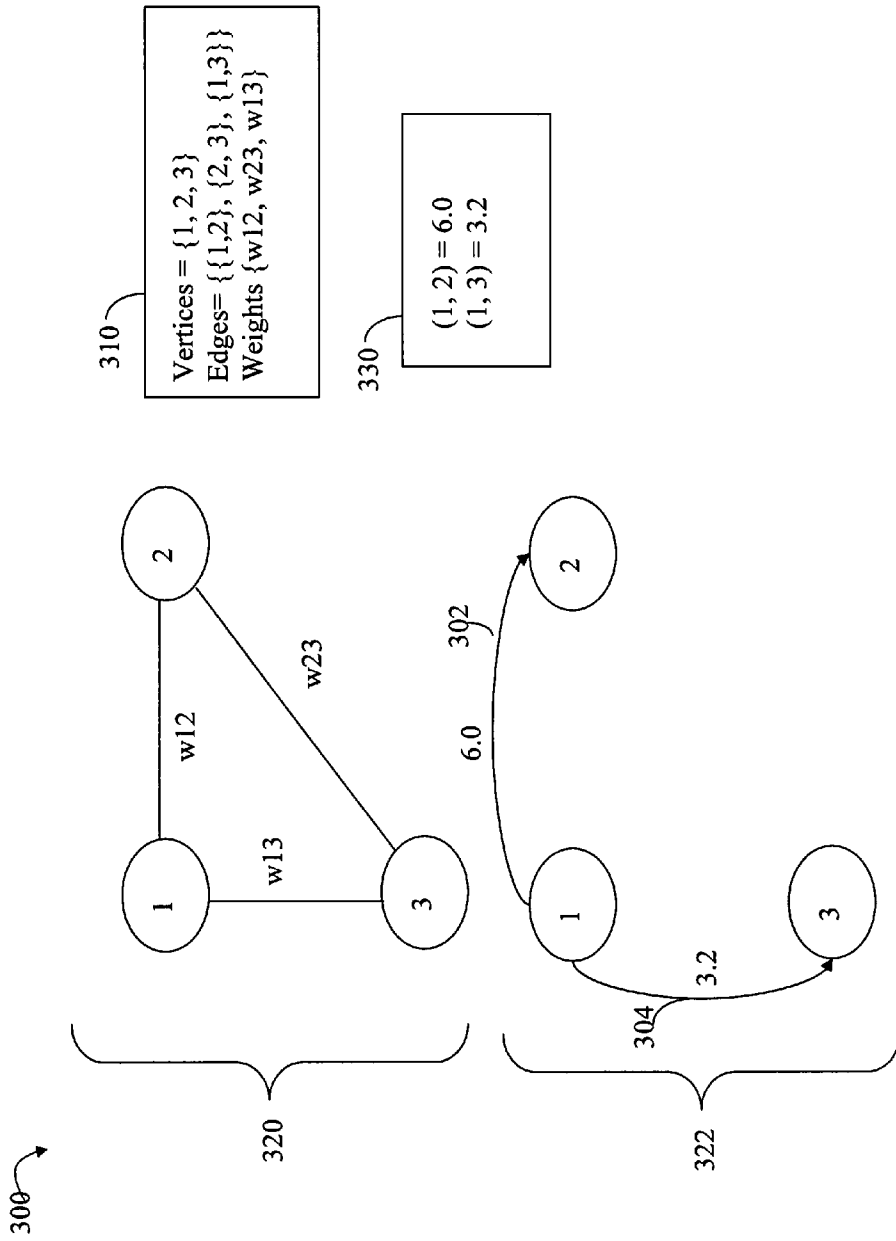 300
320
1
w12
2
w13
w23
3
310
Vertices = {1, 2, 3}
Edges= {{1,2}, {2, 3}, {1,3}}
Weights {w12, w23, w13}
322
6.0
302
1
2
304
3.2
3
330
(1, 2) = 6.0
(1, 3) = 3.2